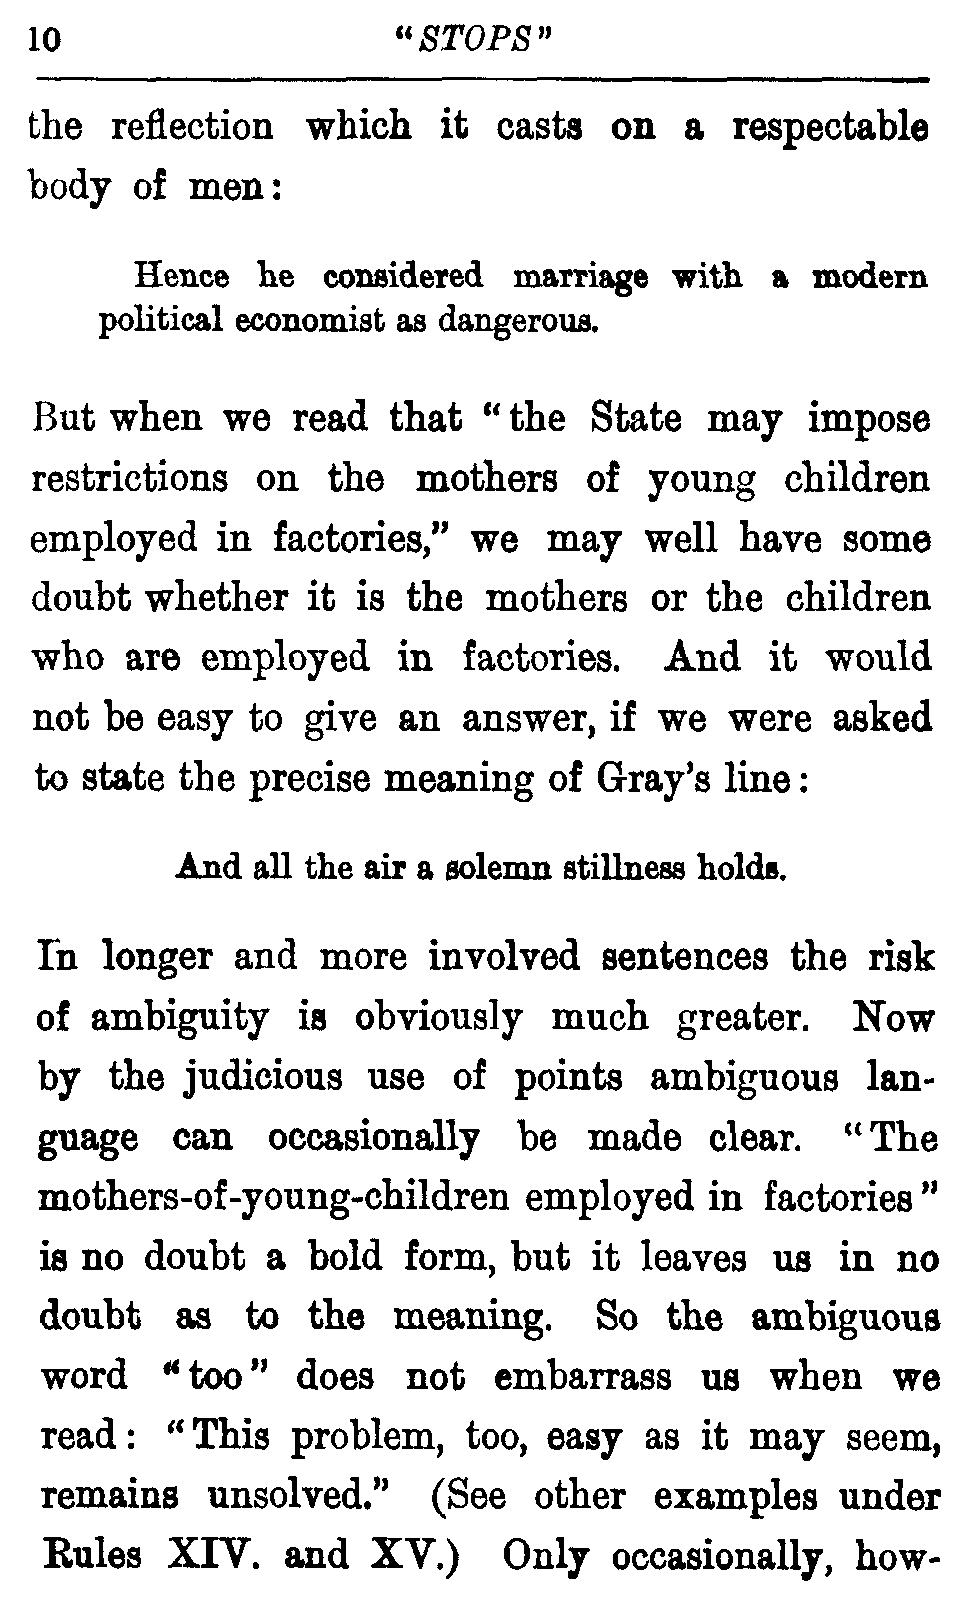 10 "STOPS"
the reflection which it casts on a respectable
body of men:
Hence he considered marriage with a modern
political economist as dangerous.
But when we read that "the State may impose
restrictions on the mothers of young children
employed in factories," we may well have some
doubt whether it is the mothers or the children
who are employed in factories. And it would
not be easy to give an answer, if we were asked
to state the precise meaning of Gray's line:
And all the air a solemn stillness holds.
In longer and more involved sentences the risk
of ambiguity is obviously much greater. Now
by the judicious use of points ambiguous lan-
guage can occasionally be made clear. "The
mothers-of-young-children employed in factories"
is no doubt a bold form, but it leaves us in no
doubt as to the meaning. So the ambiguous
word "too" does not embarrass us when we
read: "This problem, too, easy as it may seem,
remains unsolved." (See other examples under
Rules XIV. and XV.) Only occasionally, how-